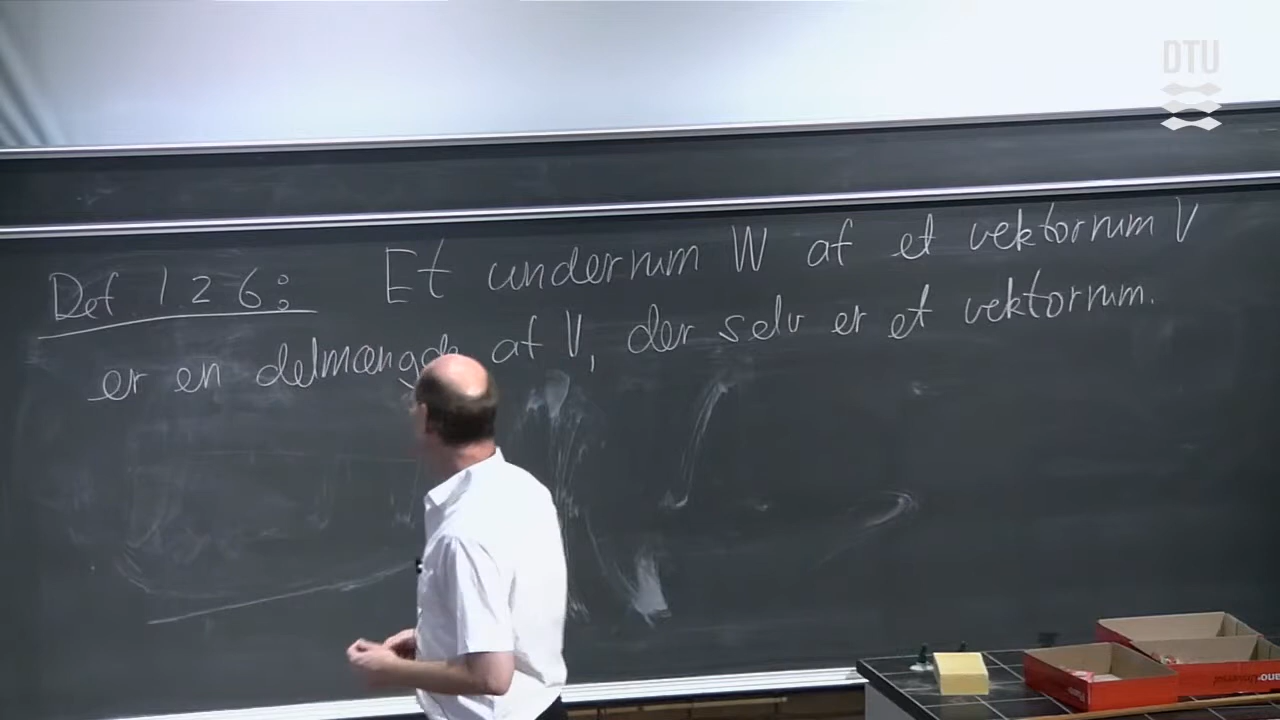 DTU
Def 1.2.6: Et underrum W af et vektorrum V
er en delmængde af V, der selv er et vektorrum.